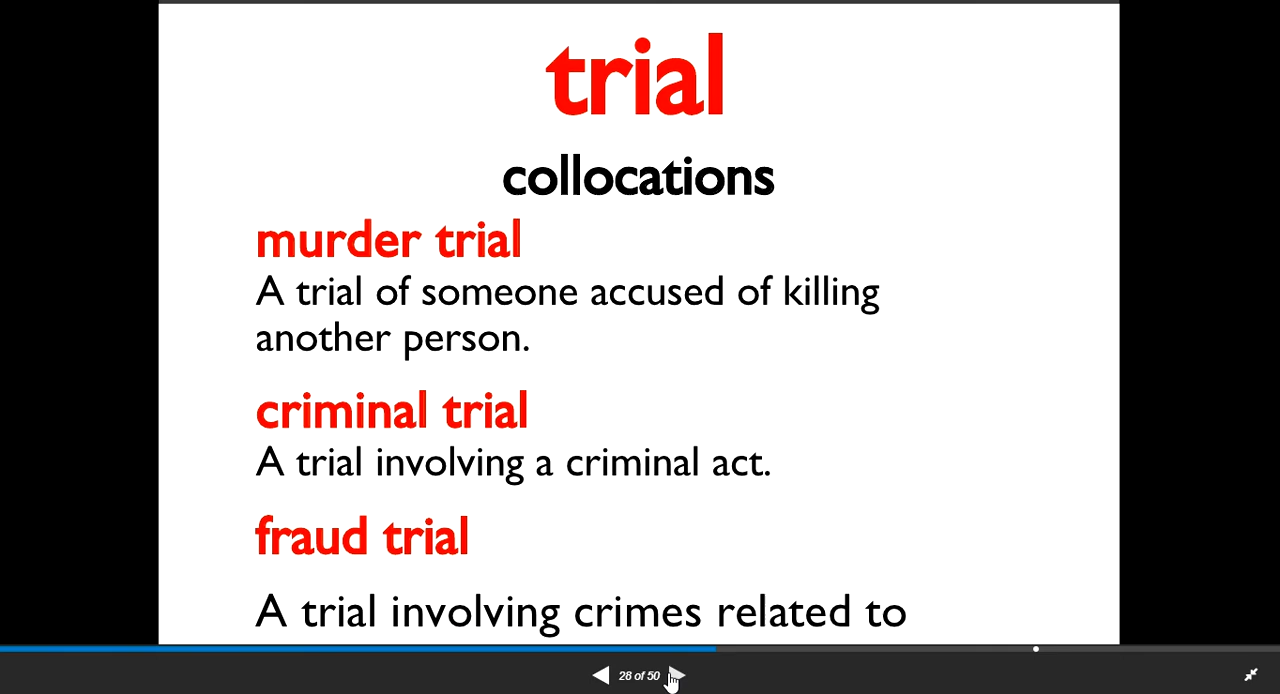 trial
collocations
murder trial
A trial of someone accused of killing
another person.
criminal trial
A trial involving a criminal act.
fraud trial
A trial involving crimes related to
28 of 50